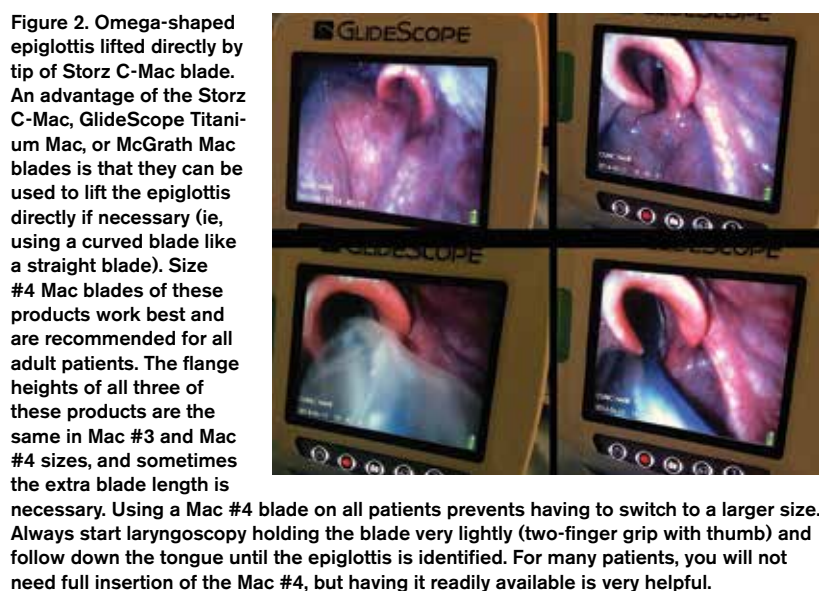 Figure 2. Omega-shaped
epiglottis lifted directly by
tip of Storz C-Mac blade.
An advantage of the Storz
C-Mac, GlideScope Titani-
um Mac, or McGrath Mac
blades is that they can be
used to lift the epiglottis
directly if necessary (ie,
using a curved blade like
a straight blade). Size
#4 Mac blades of these
products work best and
are recommended for all
adult patients. The flange
heights of all three of
these products are the
same in Mac #3 and Mac
#4 sizes, and sometimes
the extra blade length is
necessary. Using a Mac #4 blade on all patients prevents having to switch to a larger size.
Always start laryngoscopy holding the blade very lightly (two-finger grip with thumb) and
follow down the tongue until the epiglottis is identified. For many patients, you will not
need full insertion of the Mac #4, but having it readily available is very helpful.
GLIDESCOPE
GLIDESCOPE
GLIDESCOPE